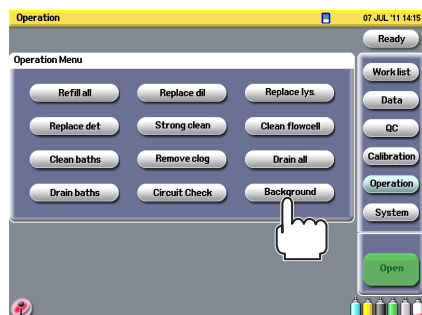 Operation 07 JUL '11 14:15
Ready
Operation Menu
Refill all Replace dil Replace lys.
Replace det Strong clean Clean flowcell
Clean baths Remove clog Drain all
Drain baths Circuit Check Background
Worklist
Data
QC
Calibration
Operation
System
Open